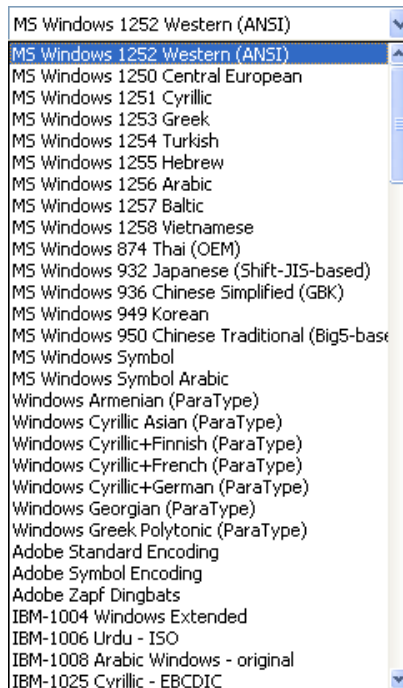 MS Windows 1252 Western (ANSI)
MS Windows 1252 Western (ANSI)
MS Windows 1250 Central European
MS Windows 1251 Cyrillic
MS Windows 1253 Greek
MS Windows 1254 Turkish
MS Windows 1255 Hebrew
MS Windows 1256 Arabic
MS Windows 1257 Baltic
MS Windows 1258 Vietnamese
MS Windows 874 Thai (OEM)
MS Windows 932 Japanese (Shift-JIS-based)
MS Windows 936 Chinese Simplified (GBK)
MS Windows 949 Korean
MS Windows 950 Chinese Traditional (Big5-base
MS Windows Symbol
MS Windows Symbol Arabic
Windows Armenian (ParaType)
Windows Cyrillic Asian (ParaType)
Windows Cyrillic+Finnish (ParaType)
Windows Cyrillic+French (ParaType)
Windows Cyrillic+German (ParaType)
Windows Georgian (ParaType)
Windows Greek Polytonic (ParaType)
Adobe Standard Encoding
Adobe Symbol Encoding
Adobe Zapf Dingbats
IBM-1004 Windows Extended
IBM-1006 Urdu - ISO
IBM-1008 Arabic Windows - original
IBM-1025 Cyrillic - EBCDIC